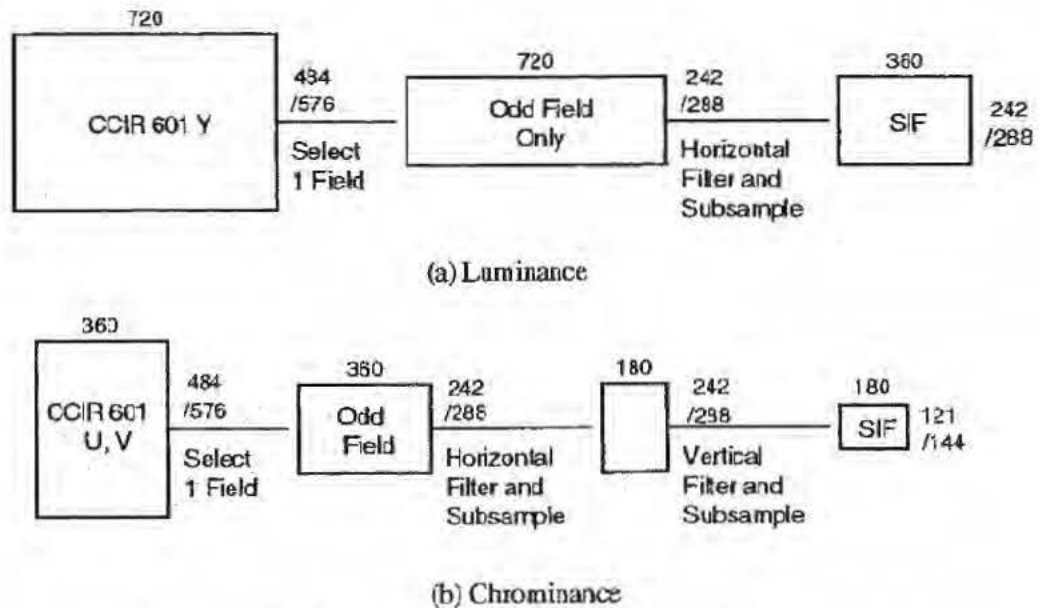 720
CCIR 601 Y
484
/576
Select
1 Field
720
Odd Field
Only
242
/288
Horizontal
Filter and
Subsample
360
SIF
242
/288
(a) Luminance
360
CCIR 601
U, V
484
/576
Select
1 Field
360
Odd
Field
242
/288
Horizontal
Filter and
Subsample
180
242
/288
Vertical
Filter and
Subsample
180
SIF
121
/144
(b) Chrominance